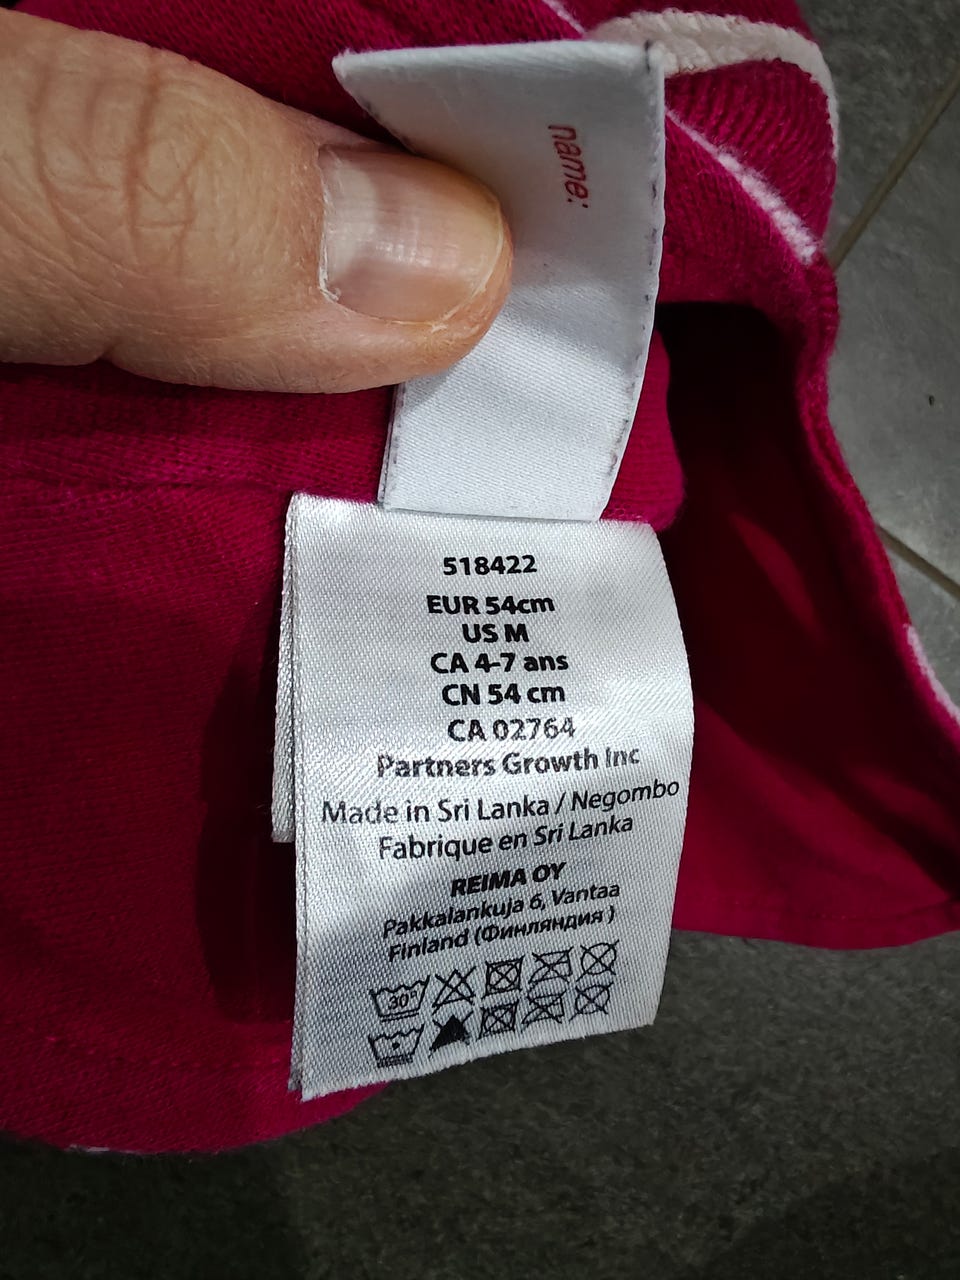 name:
518422
EUR 54cm
US M
CA 4-7 ans
CN 54 cm
CA 02764
Partners Growth Inc
Made in Sri Lanka / Negombo
Fabrique en Sri Lanka
REIMA OY
Pakkalankuja 6, Vantaa
Finland (Финляндия )
30°